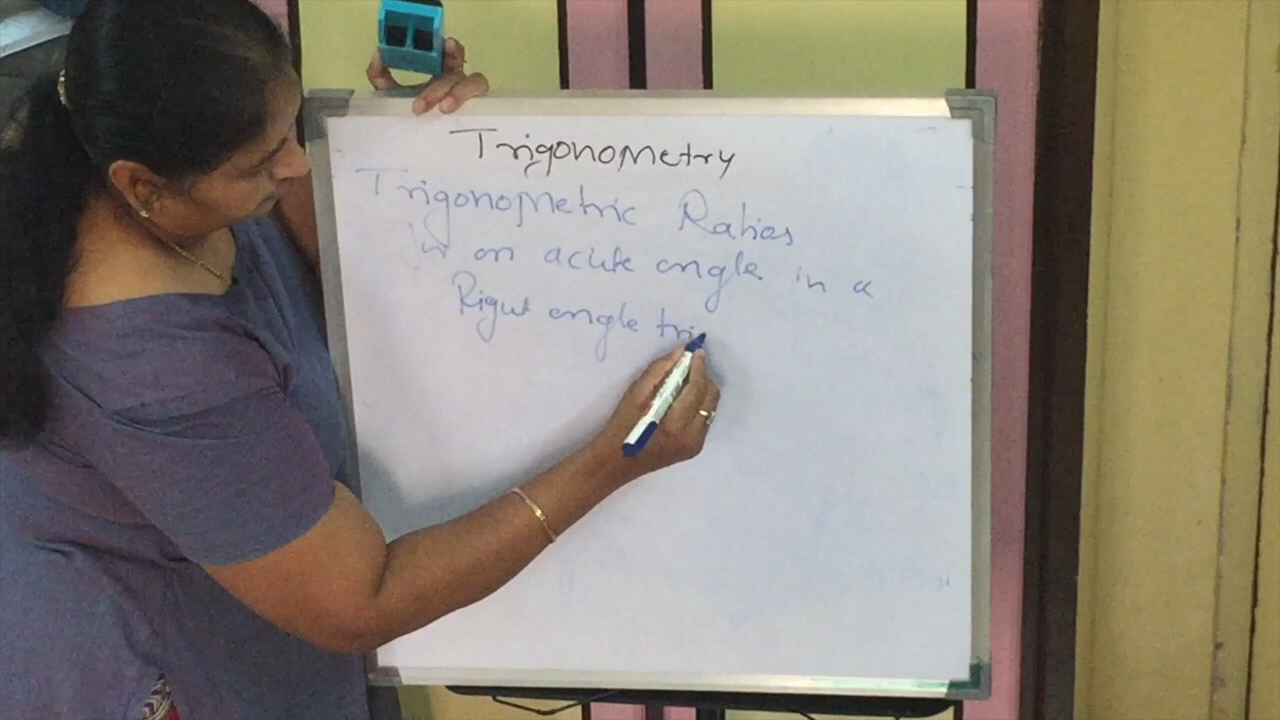 Trigonometry
Trigonometric Ratios
on acute angle in a
Right angle tri